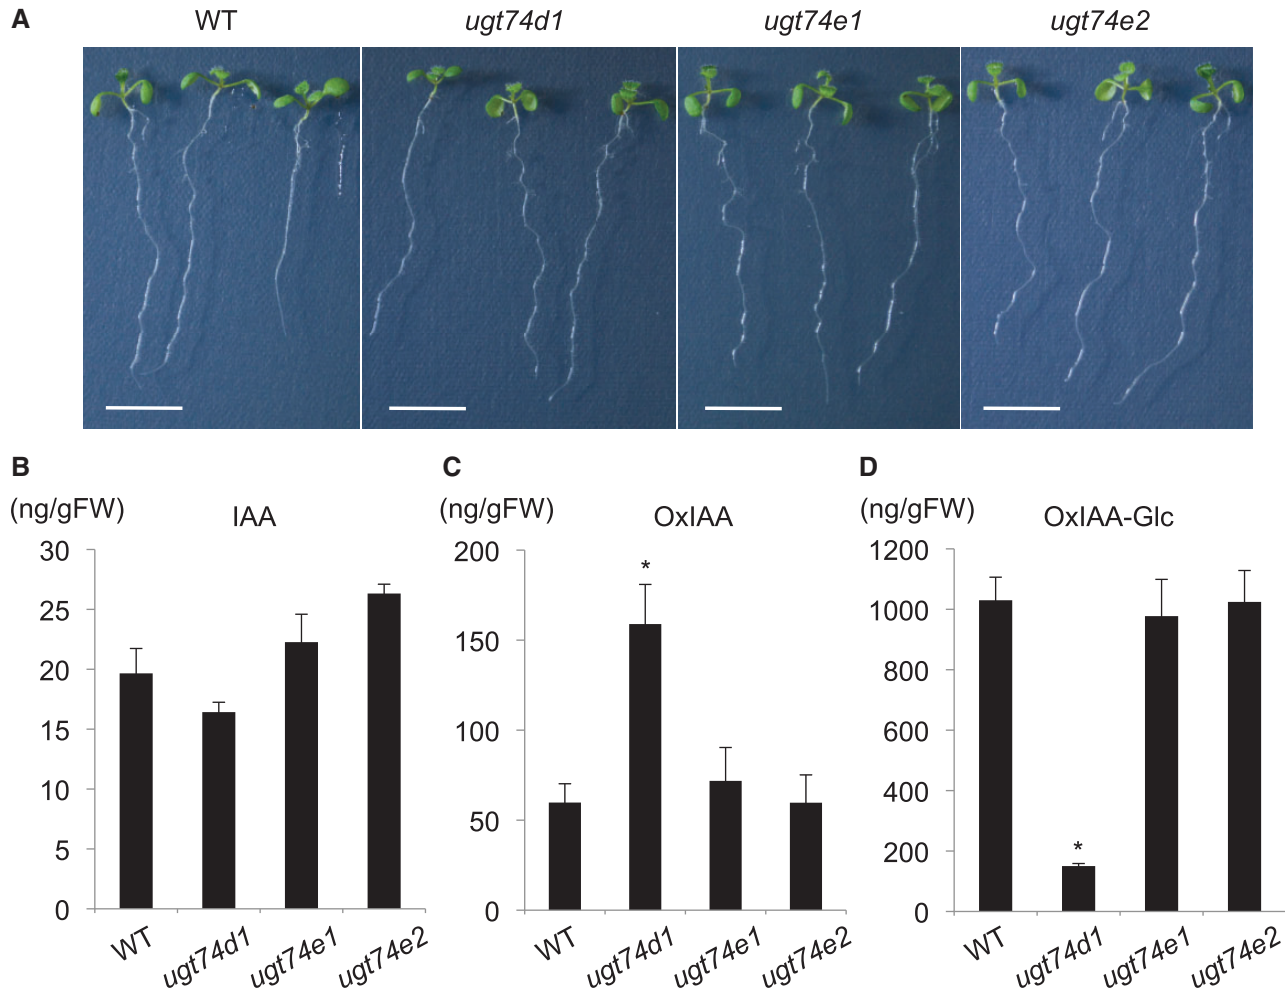 A
WT
ugt74d1
ugt74e1
ugt74e2
B
(ng/gFW)
IAA
30
25
20
15
10
5
0
WT
ugt74d1
ugt74e1
ugt74e2
C
(ng/gFW)
OxIAA
200
*
150
100
50
0
WT
ugt74d1
ugt74e1
ugt74e2
D
(ng/gFW)
OxIAA-Glc
1200
1000
800
600
400
200
*
0
WT
ugt74d1
ugt74e1
ugt74e2